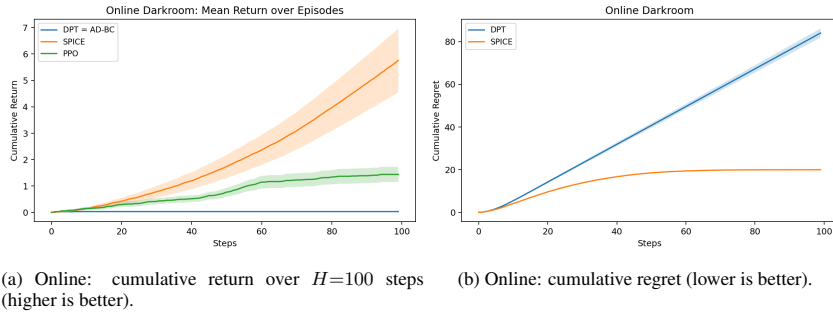 Online Darkroom: Mean Return over Episodes
DPT = AD-BC
SPICE
PPO
Cumulative Return
7
6
5
4
3
2
1
0
0 20 40 60 80 100
Steps
Online Darkroom
DPT
SPICE
Cumulative Regret
80
60
40
20
0
0 20 40 60 80 100
Steps
(a) Online: cumulative return over H=100 steps
(higher is better).
(b) Online: cumulative regret (lower is better).